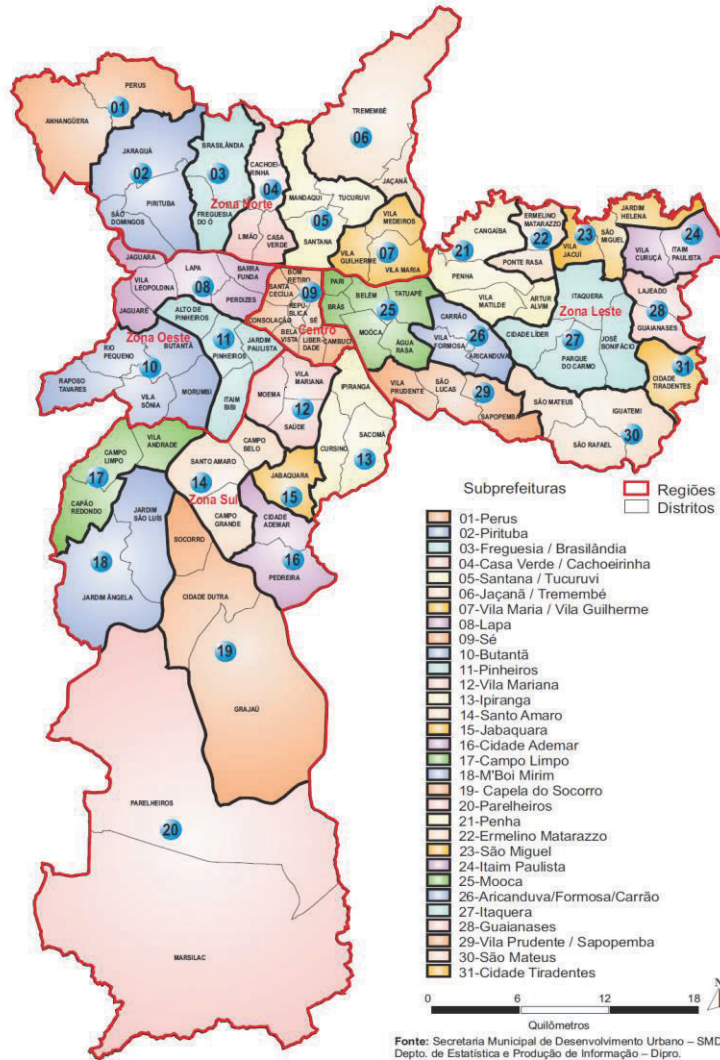 PERUS
01
ANHANGÜERA
TREMEMBÉ
06
JAÇANÃ
JARAGUÁ
02
PIRITUBA
SÃO
DOMINGOS
BRASILÂNDIA
03
Zona Norte
FREGUESIA
DO Ó
CACHOEI-
RINHA
04
LIMÃO
CASA
VERDE
MANDAQUI
TUCURUVI
05
SANTANA
VILA
MEDEIROS
07
VILA
GUILHERME
VILA MARIA
CANGAÍBA
21
PENHA
VILA
MATILDE
ARTUR
ALVIM
ERMELINO
MATARAZZO
22
PONTE RASA
23
VILA
JACUÍ
SÃO
MIGUEL
JARDIM
HELENA
24
VILA
CURUÇÁ
ITAIM
PAULISTA
JAGUARA
VILA
LEOPOLDINA
LAPA
08
BARRA
FUNDA
PERDIZES
JAGUARÉ
BOM
RETIRO
09
SANTA
CECÍLIA
REPÚ-
BLICA
SÉ
CONSOLAÇÃO
Centro
BELA
VISTA
LIBER-
DADE
CAMBUCI
PARI
BRÁS
BELÉM
TATUAPÉ
25
MOÓCA
ÁGUA
RASA
CARRÃO
26
VILA
FORMOSA
ARICANDUVA
ITAQUERA
Zona Leste
CIDADE LÍDER
27
JOSÉ
BONIFÁCIO
PARQUE
DO CARMO
LAJEADO
28
GUAIANASES
31
CIDADE
TIRADENTES
ALTO DE
PINHEIROS
11
PINHEIROS
JARDIM
PAULISTA
ITAIM
BIBI
Zona Oeste
RIO
PEQUENO
BUTANTÃ
10
RAPOSO
TAVARES
VILA
SÔNIA
MORUMBI
VILA
MARIANA
MOEMA
12
SAÚDE
IPIRANGA
CURSINO
SACOMÃ
13
VILA
PRUDENTE
SÃO
LUCAS
29
SAPOPEMBA
SÃO MATEUS
IGUATEMI
SÃO RAFAEL
30
VILA
ANDRADE
CAMPO
LIMPO
17
CAPÃO
REDONDO
CAMPO
BELO
SANTO AMARO
14
Zona Sul
CAMPO
GRANDE
JABAQUARA
15
CIDADE
ADEMAR
16
PEDREIRA
JARDIM
SÃO LUÍS
18
JARDIM ÂNGELA
SOCORRO
CIDADE DUTRA
19
GRAJAÚ
PARELHEIROS
20
MARSILAC
Subprefeituras
Regiões
Distritos
01-Perus
02-Pirituba
03-Freguesia / Brasilândia
04-Casa Verde / Cachoeirinha
05-Santana / Tucuruvi
06-Jaçanã / Tremembé
07-Vila Maria / Vila Guilherme
08-Lapa
09-Sé
10-Butantã
11-Pinheiros
12-Vila Mariana
13-Ipiranga
14-Santo Amaro
15-Jabaquara
16-Cidade Ademar
17-Campo Limpo
18-M'Boi Mirim
19- Capela do Socorro
20-Parelheiros
21-Penha
22-Ermelino Matarazzo
23-São Miguel
24-Itaim Paulista
25-Mooca
26-Aricanduva/Formosa/Carrão
27-Itaquera
28-Guaianases
29-Vila Prudente / Sapopemba
30-São Mateus
31-Cidade Tiradentes
N
0 6 12 18
Quilômetros
Fonte: Secretaria Municipal de Desenvolvimento Urbano – SMD
Depto. de Estatística e Produção de Informação – Dipro.